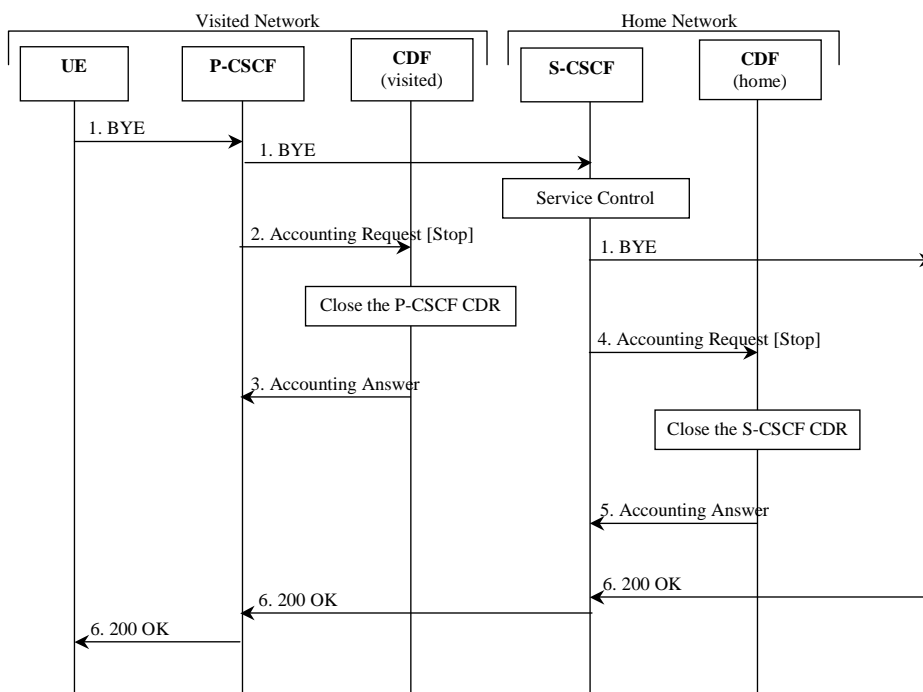 Visited Network
Home Network
UE
P-CSCF
CDF
(visited)
S-CSCF
CDF
(home)
1. BYE
1. BYE
Service Control
2. Accounting Request [Stop]
1. BYE
Close the P-CSCF CDR
4. Accounting Request [Stop]
3. Accounting Answer
Close the S-CSCF CDR
5. Accounting Answer
6. 200 OK
6. 200 OK
6. 200 OK